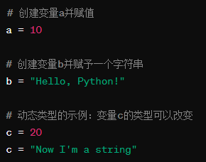 # 创建变量a并赋值
a = 10
# 创建变量b并赋予一个字符串
b = "Hello, Python!"
# 动态类型的示例：变量c的类型可以改变
c = 20
c = "Now I'm a string"